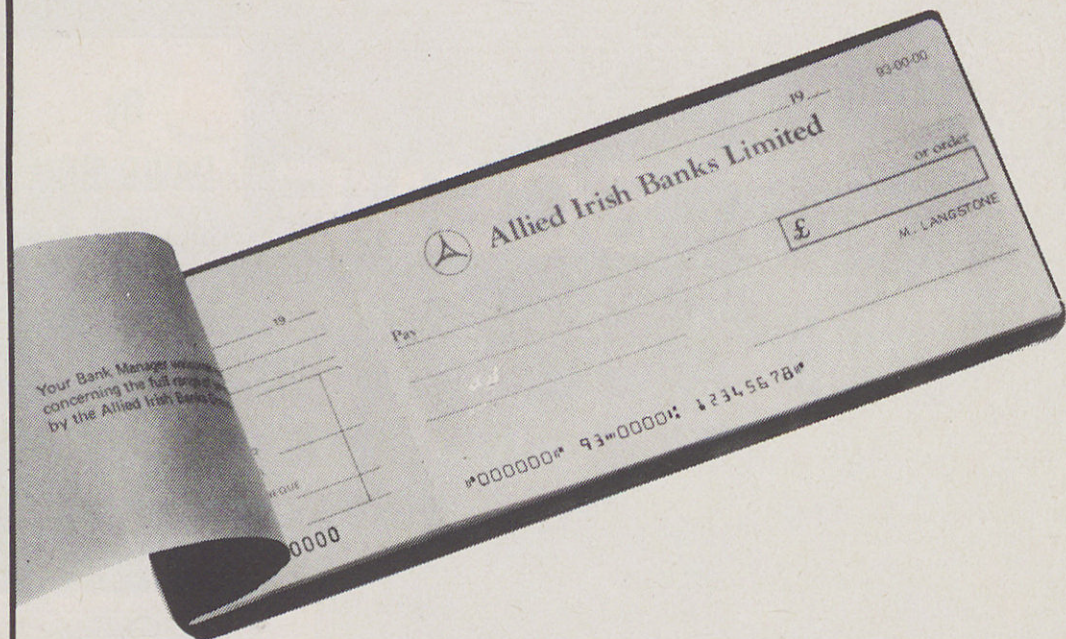 93-00-00
19
Allied Irish Banks Limited
or order
Pay
£
M. LANGSTONE
⑈000000⑈ 93⑉0000⑆ 12345678⑈
19
Your Bank Manager
concerning the full range of
by the Allied Irish Banks
0000